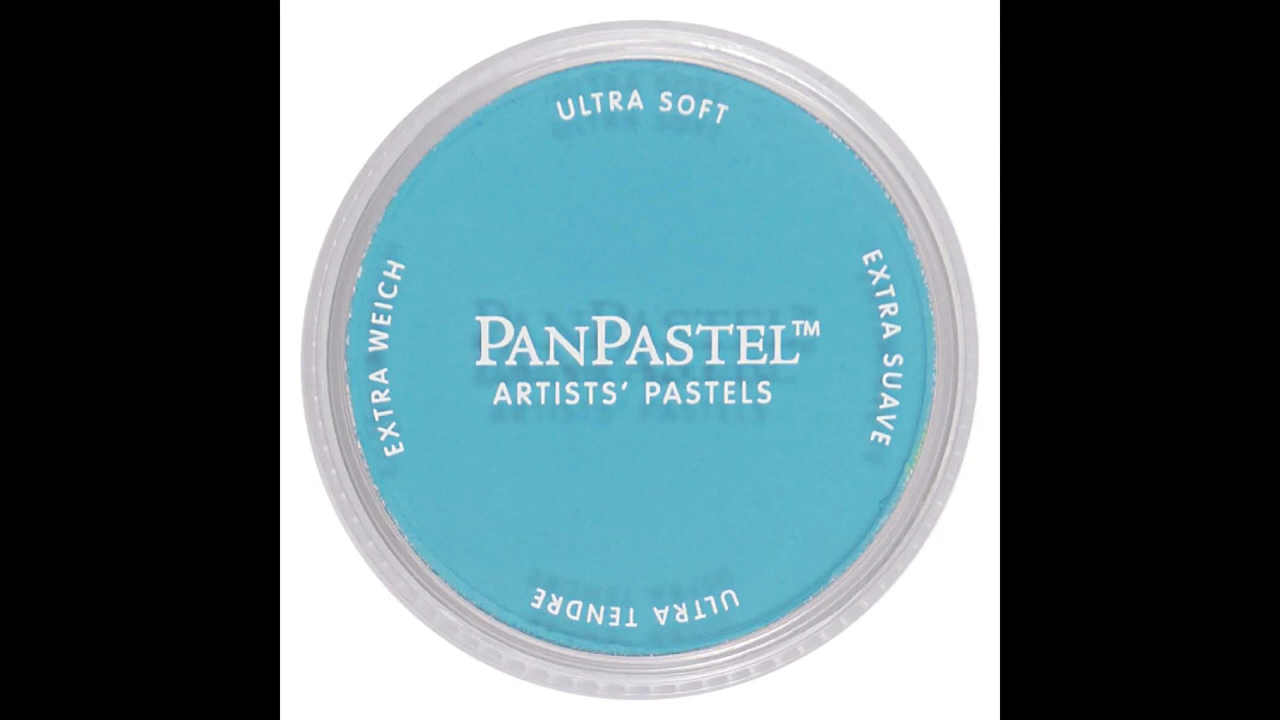 ULTRA SOFT
EXTRA WEICH
EXTRA SUAVE
PANPASTEL™
ARTISTS' PASTELS
ULTRA TENDRE